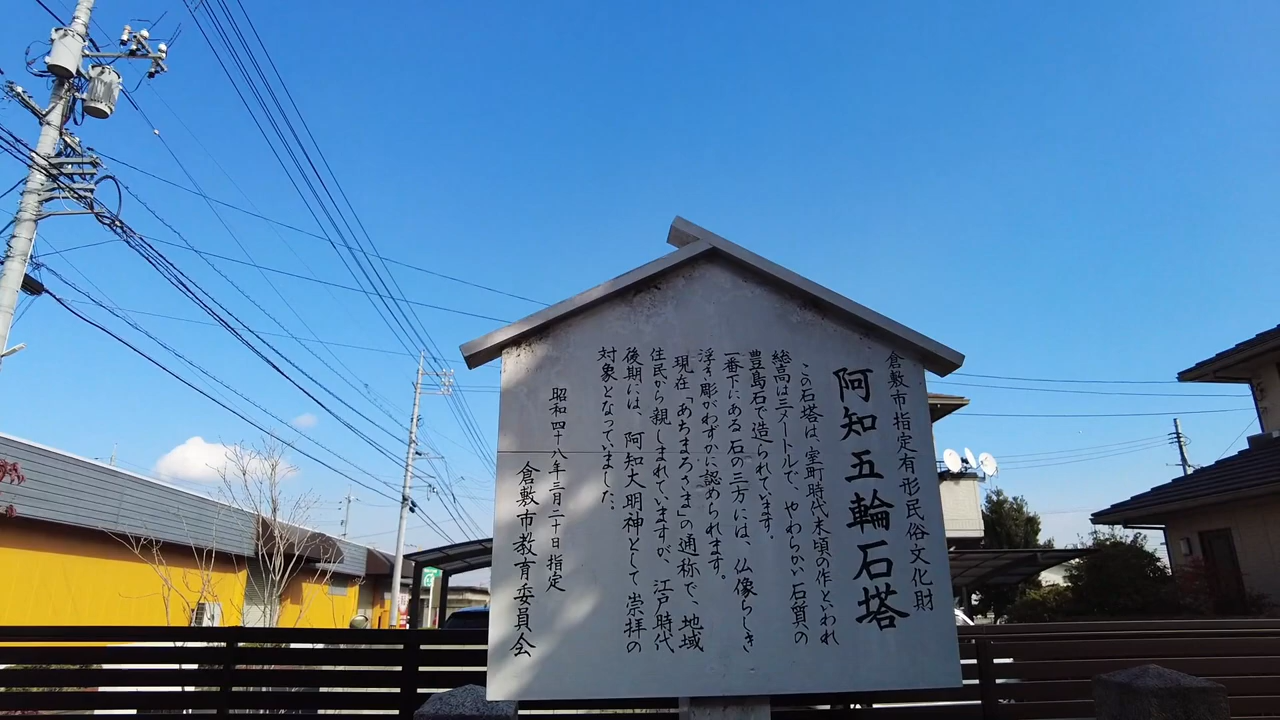 倉敷市指定有形民俗文化財
阿知五輪石塔
この石塔は、室町時代末頃の作といわれ
総高は三メートルで、やわらかい石質の
豊島石で造られています。
一番下にある石の三方には、仏像らしき
浮き彫がわずかに認められます。
現在「あちまろさま」の通称で、地域
住民から親しまれていますが、江戸時代
後期には、阿知大明神として崇拝の
対象となっていました。
昭和四十八年三月二十日指定
倉敷市教育委員会